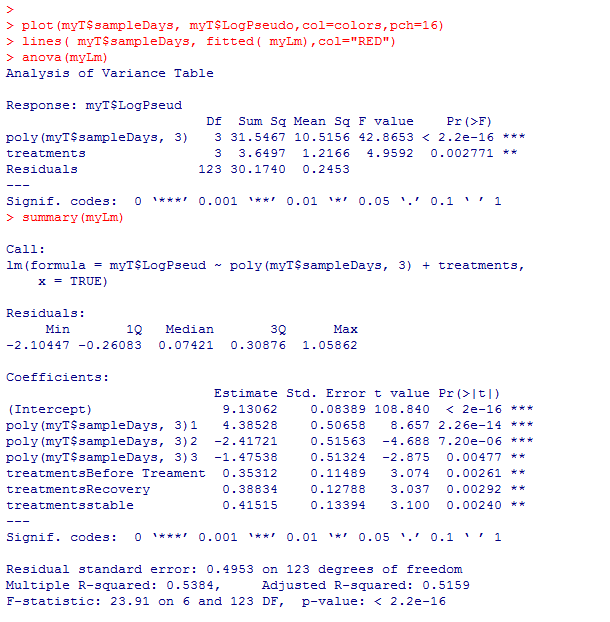 >
> plot(myT$sampleDays, myT$LogPseudo,col=colors,pch=16)
> lines( myT$sampleDays, fitted( myLm),col="RED")
> anova(myLm)
Analysis of Variance Table
Response: myT$LogPseud
Df Sum Sq Mean Sq F value Pr(>F)
poly(myT$sampleDays, 3) 3 31.5467 10.5156 42.8653 < 2.2e-16 ***
treatments 3 3.6497 1.2166 4.9592 0.002771 **
Residuals 123 30.1740 0.2453
---
Signif. codes: 0 ‘***’ 0.001 ‘**’ 0.01 ‘*’ 0.05 ‘.’ 0.1 ‘ ’ 1
> summary(myLm)
Call:
lm(formula = myT$LogPseud ~ poly(myT$sampleDays, 3) + treatments,
x = TRUE)
Residuals:
Min 1Q Median 3Q Max
-2.10447 -0.26083 0.07421 0.30876 1.05862
Coefficients:
Estimate Std. Error t value Pr(>|t|)
(Intercept) 9.13062 0.08389 108.840 < 2e-16 ***
poly(myT$sampleDays, 3)1 4.38528 0.50658 8.657 2.26e-14 ***
poly(myT$sampleDays, 3)2 -2.41721 0.51563 -4.688 7.20e-06 ***
poly(myT$sampleDays, 3)3 -1.47538 0.51324 -2.875 0.00477 **
treatmentsBefore Treament 0.35312 0.11489 3.074 0.00261 **
treatmentsRecovery 0.38834 0.12788 3.037 0.00292 **
treatmentsstable 0.41515 0.13394 3.100 0.00240 **
---
Signif. codes: 0 ‘***’ 0.001 ‘**’ 0.01 ‘*’ 0.05 ‘.’ 0.1 ‘ ’ 1
Residual standard error: 0.4953 on 123 degrees of freedom
Multiple R-squared: 0.5384, Adjusted R-squared: 0.5159
F-statistic: 23.91 on 6 and 123 DF, p-value: < 2.2e-16